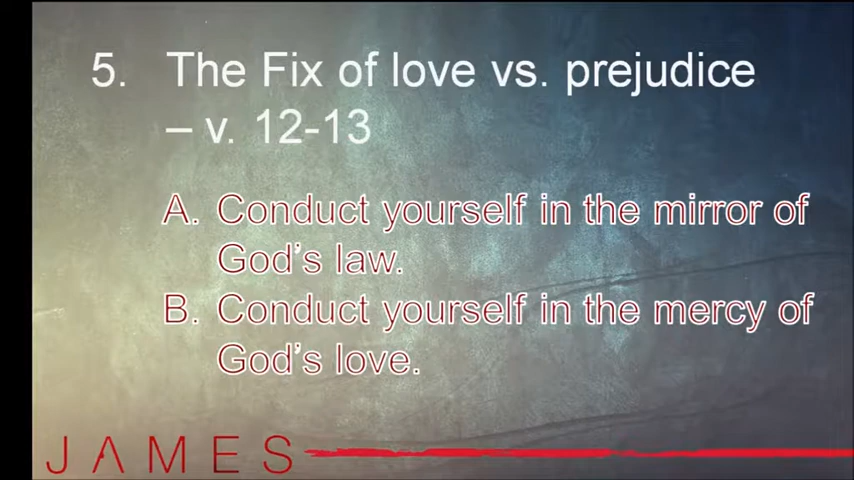 5. The Fix of love vs. prejudice
– v. 12-13
A. Conduct yourself in the mirror of
God's law.
B. Conduct yourself in the mercy of
God's love.
JAMES